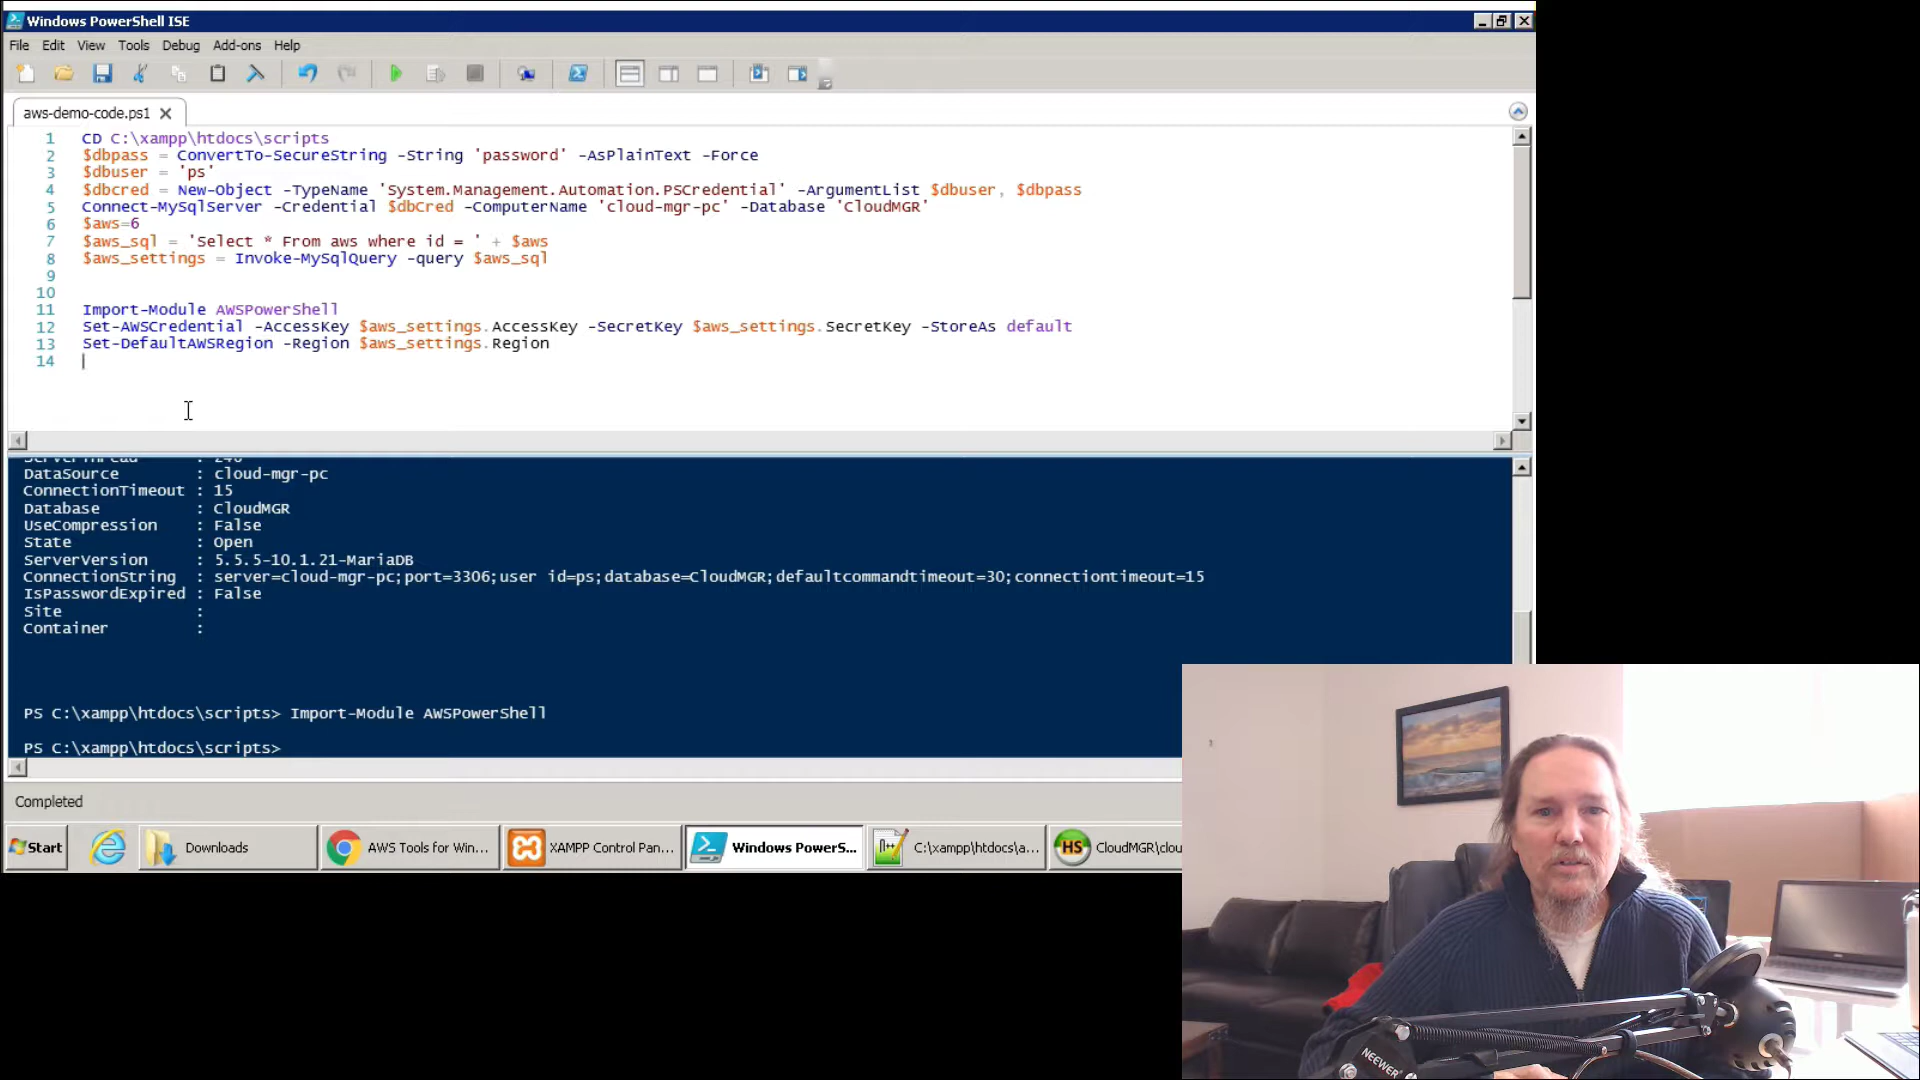 Windows PowerShell ISE
File Edit View Tools Debug Add-ons Help
aws-demo-code.ps1
1 CD C:\xampp\htdocs\scripts
2 $dbpass = ConvertTo-SecureString -String 'password' -AsPlainText -Force
3 $dbuser = 'ps'
4 $dbcred = New-Object -TypeName 'System.Management.Automation.PSCredential' -ArgumentList $dbuser, $dbpass
5 Connect-MySqlServer -Credential $dbCred -ComputerName 'cloud-mgr-pc' -Database 'CloudMGR'
6 $aws=6
7 $aws_sql = 'Select * From aws where id = ' + $aws
8 $aws_settings = Invoke-MySqlQuery -query $aws_sql
9
10
11 Import-Module AWSPowerShell
12 Set-AWSCredential -AccessKey $aws_settings.AccessKey -SecretKey $aws_settings.SecretKey -StoreAs default
13 Set-DefaultAWSRegion -Region $aws_settings.Region
14
ServerThread : 240
DataSource : cloud-mgr-pc
ConnectionTimeout : 15
Database : CloudMGR
UseCompression : False
State : Open
ServerVersion : 5.5.5-10.1.21-MariaDB
ConnectionString : server=cloud-mgr-pc;port=3306;user id=ps;database=CloudMGR;defaultcommandtimeout=30;connectiontimeout=15
IsPasswordExpired : False
Site :
Container :
PS C:\xampp\htdocs\scripts> Import-Module AWSPowerShell
PS C:\xampp\htdocs\scripts>
Completed
Start Downloads AWS Tools for Win... XAMPP Control Pan... Windows PowerS... C:\xampp\htdocs\a... HS CloudMGR\clou
NEEWER